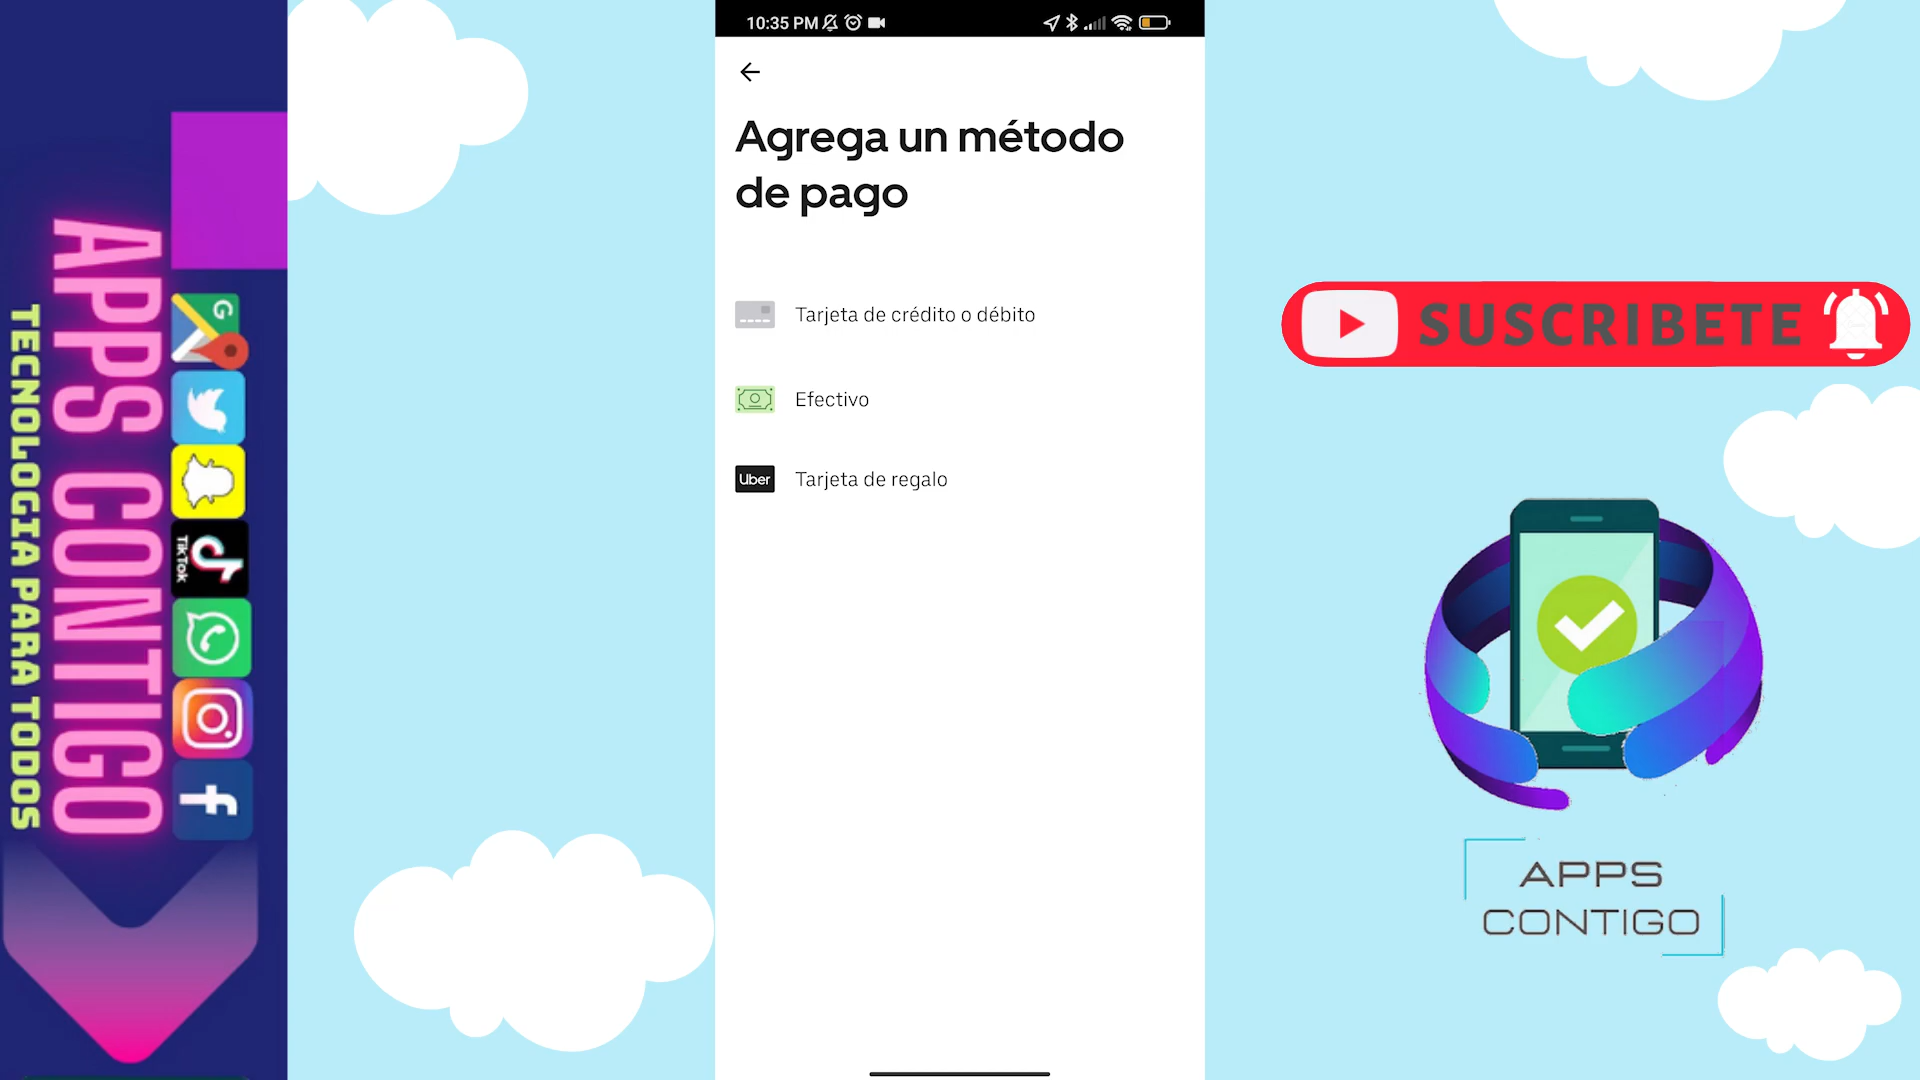 APPS CONTIGO
TECNOLOGIA PARA TODOS
G
TikTok
10:35 PM
Agrega un método
de pago
Tarjeta de crédito o débito
Efectivo
Uber
Tarjeta de regalo
SUSCRIBETE
APPS
CONTIGO